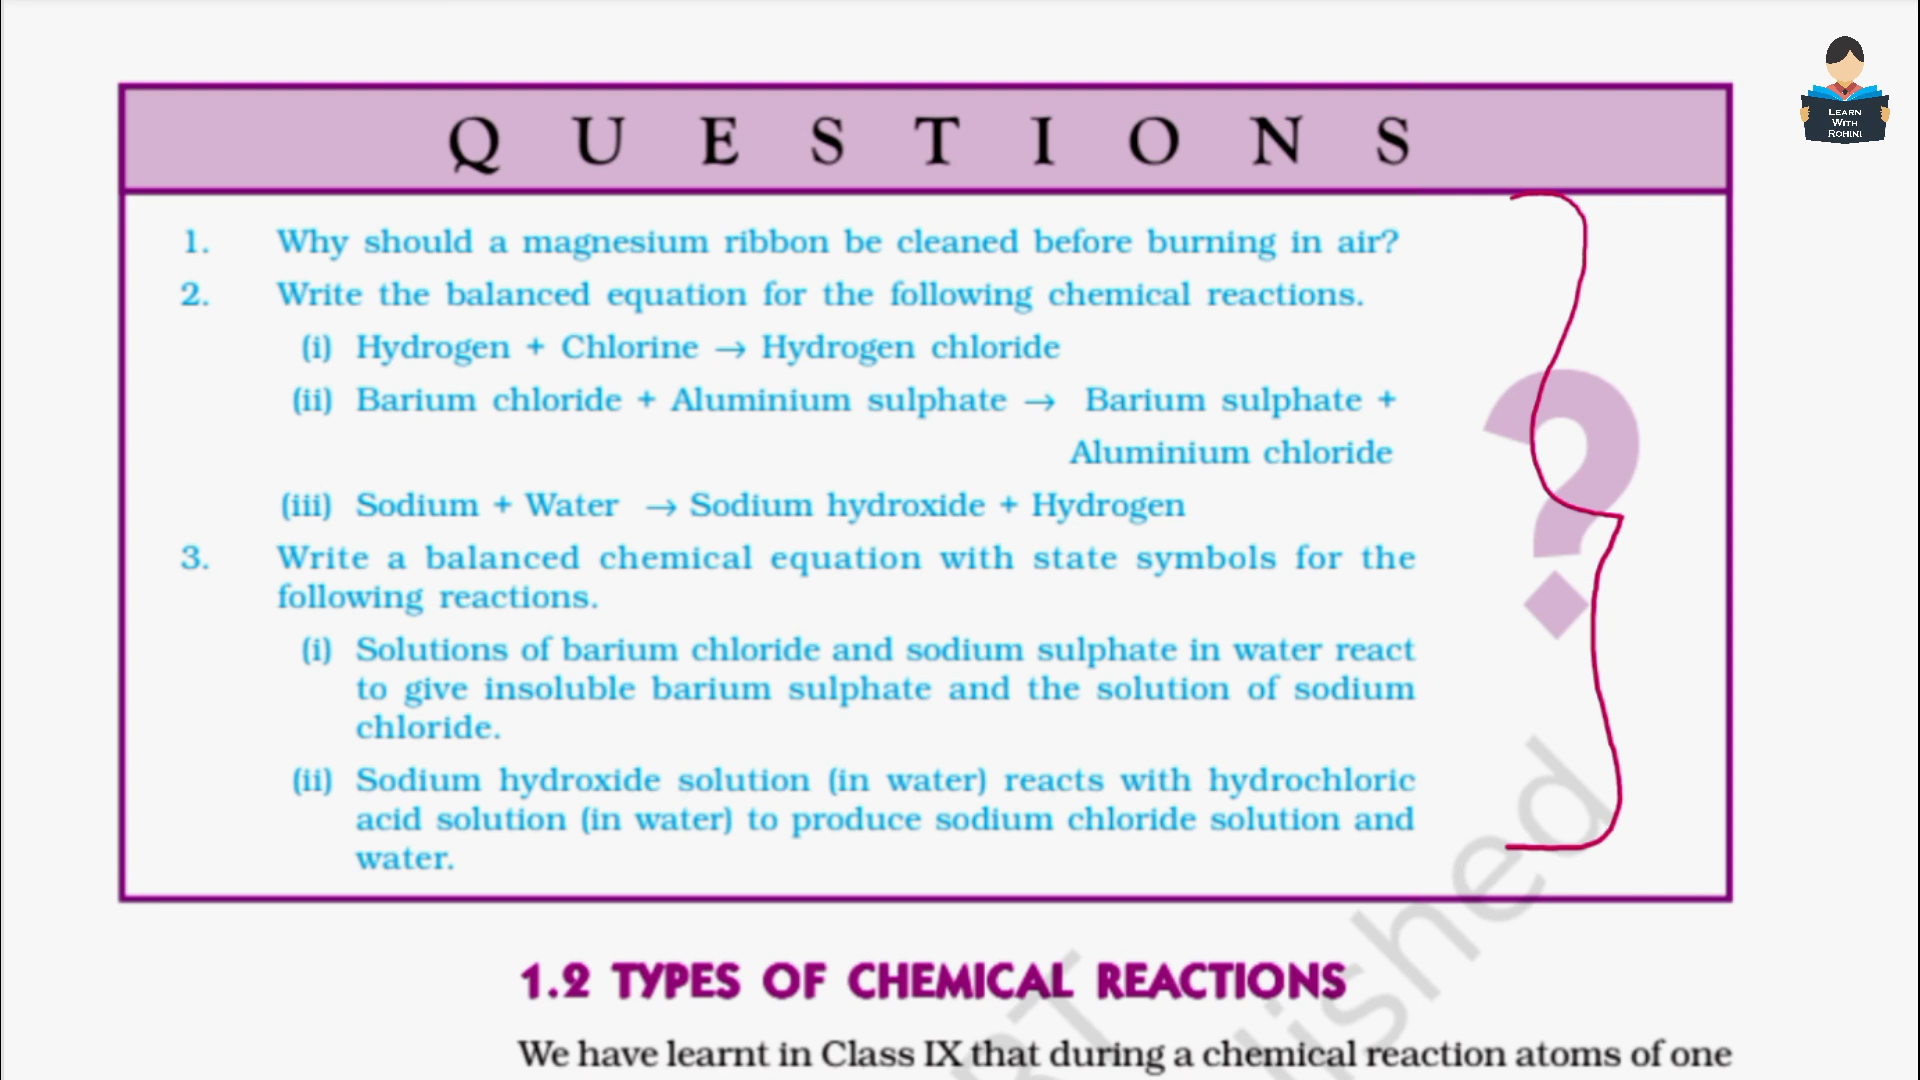 LEARN
WITH
ROHINI
QUESTIONS
1. Why should a magnesium ribbon be cleaned before burning in air?
2. Write the balanced equation for the following chemical reactions.
(i) Hydrogen + Chlorine → Hydrogen chloride
(ii) Barium chloride + Aluminium sulphate → Barium sulphate +
Aluminium chloride
(iii) Sodium + Water → Sodium hydroxide + Hydrogen
3. Write a balanced chemical equation with state symbols for the
following reactions.
(i) Solutions of barium chloride and sodium sulphate in water react
to give insoluble barium sulphate and the solution of sodium
chloride.
(ii) Sodium hydroxide solution (in water) reacts with hydrochloric
acid solution (in water) to produce sodium chloride solution and
water.
?
1.2 TYPES OF CHEMICAL REACTIONS
We have learnt in Class IX that during a chemical reaction atoms of one